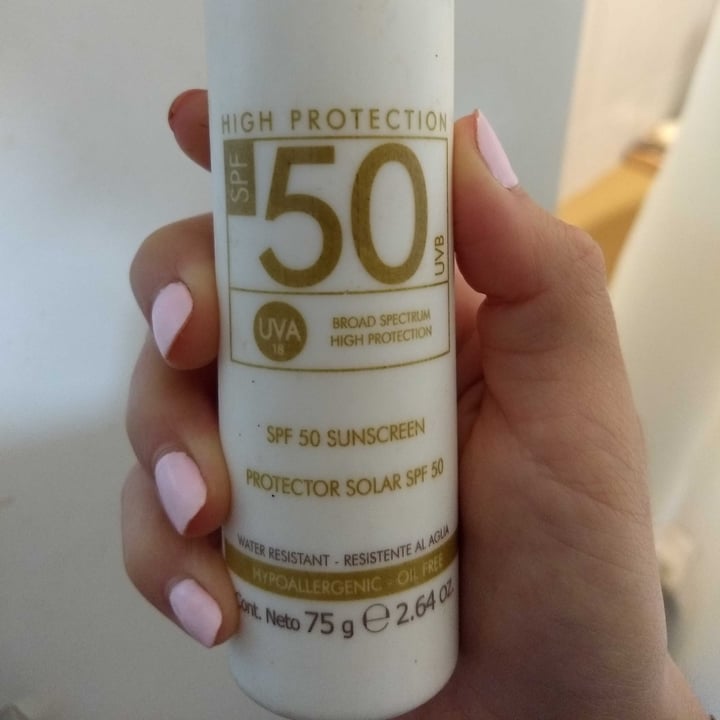 HIGH PROTECTION
SPF
50
UVB
UVA
18
BROAD SPECTRUM
HIGH PROTECTION
SPF 50 SUNSCREEN
PROTECTOR SOLAR SPF 50
WATER RESISTANT - RESISTENTE AL AGUA
HYPOALLERGENIC - OIL FREE
Cont. Neto 75 g ℮ 2.64 oz.